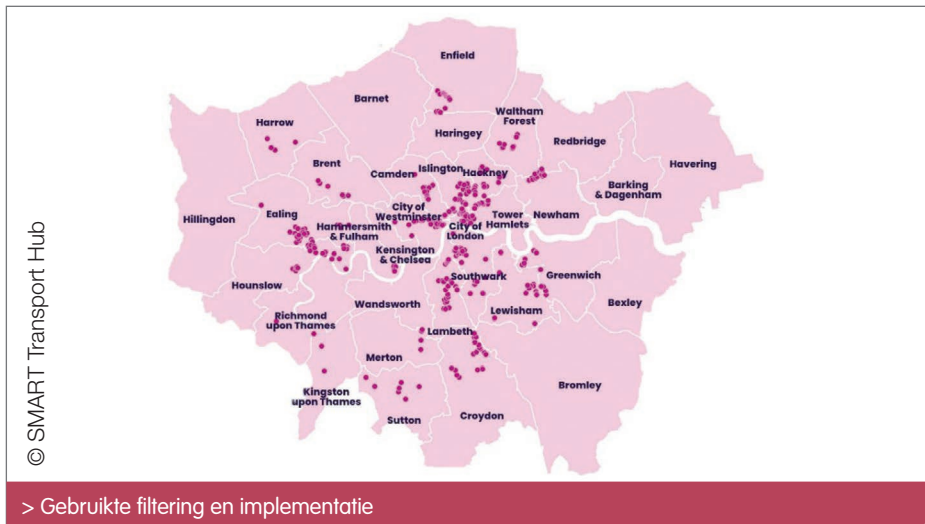 Enfield
Barnet
Harrow
Waltham
Forest
Haringey
Redbridge
Brent
Islington
Camden
Hackney
Havering
Barking
& Dagenham
City of
Westminster
Hillingdon
Ealing
Tower
Hamlets
Newham
Hammersmith
& Fulham
City of
London
Kensington
& Chelsea
Southwark
Greenwich
Hounslow
Bexley
Wandsworth
Lewisham
Richmond
upon Thames
Lambeth
Merton
Bromley
Kingston
upon Thames
Sutton
Croydon
© SMART Transport Hub
> Gebruikte filtering en implementatie